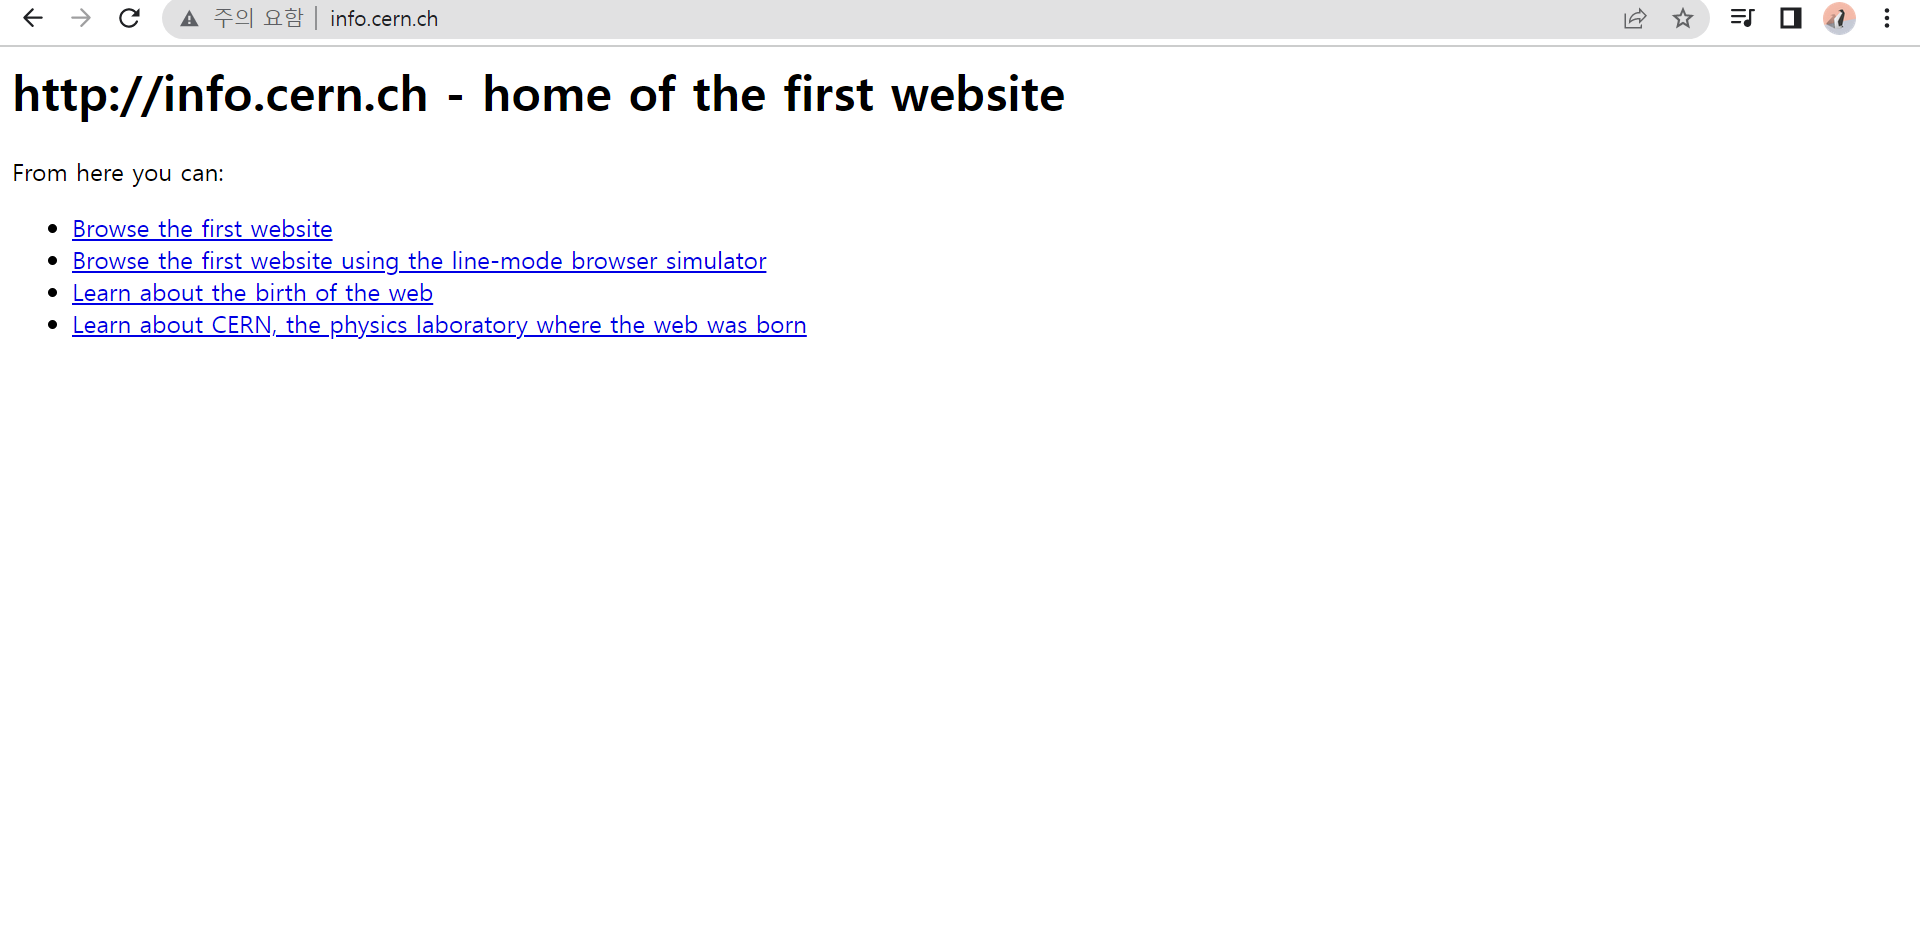 주의 요함 | info.cern.ch
http://info.cern.ch - home of the first website
From here you can:
Browse the first website
Browse the first website using the line-mode browser simulator
Learn about the birth of the web
Learn about CERN, the physics laboratory where the web was born